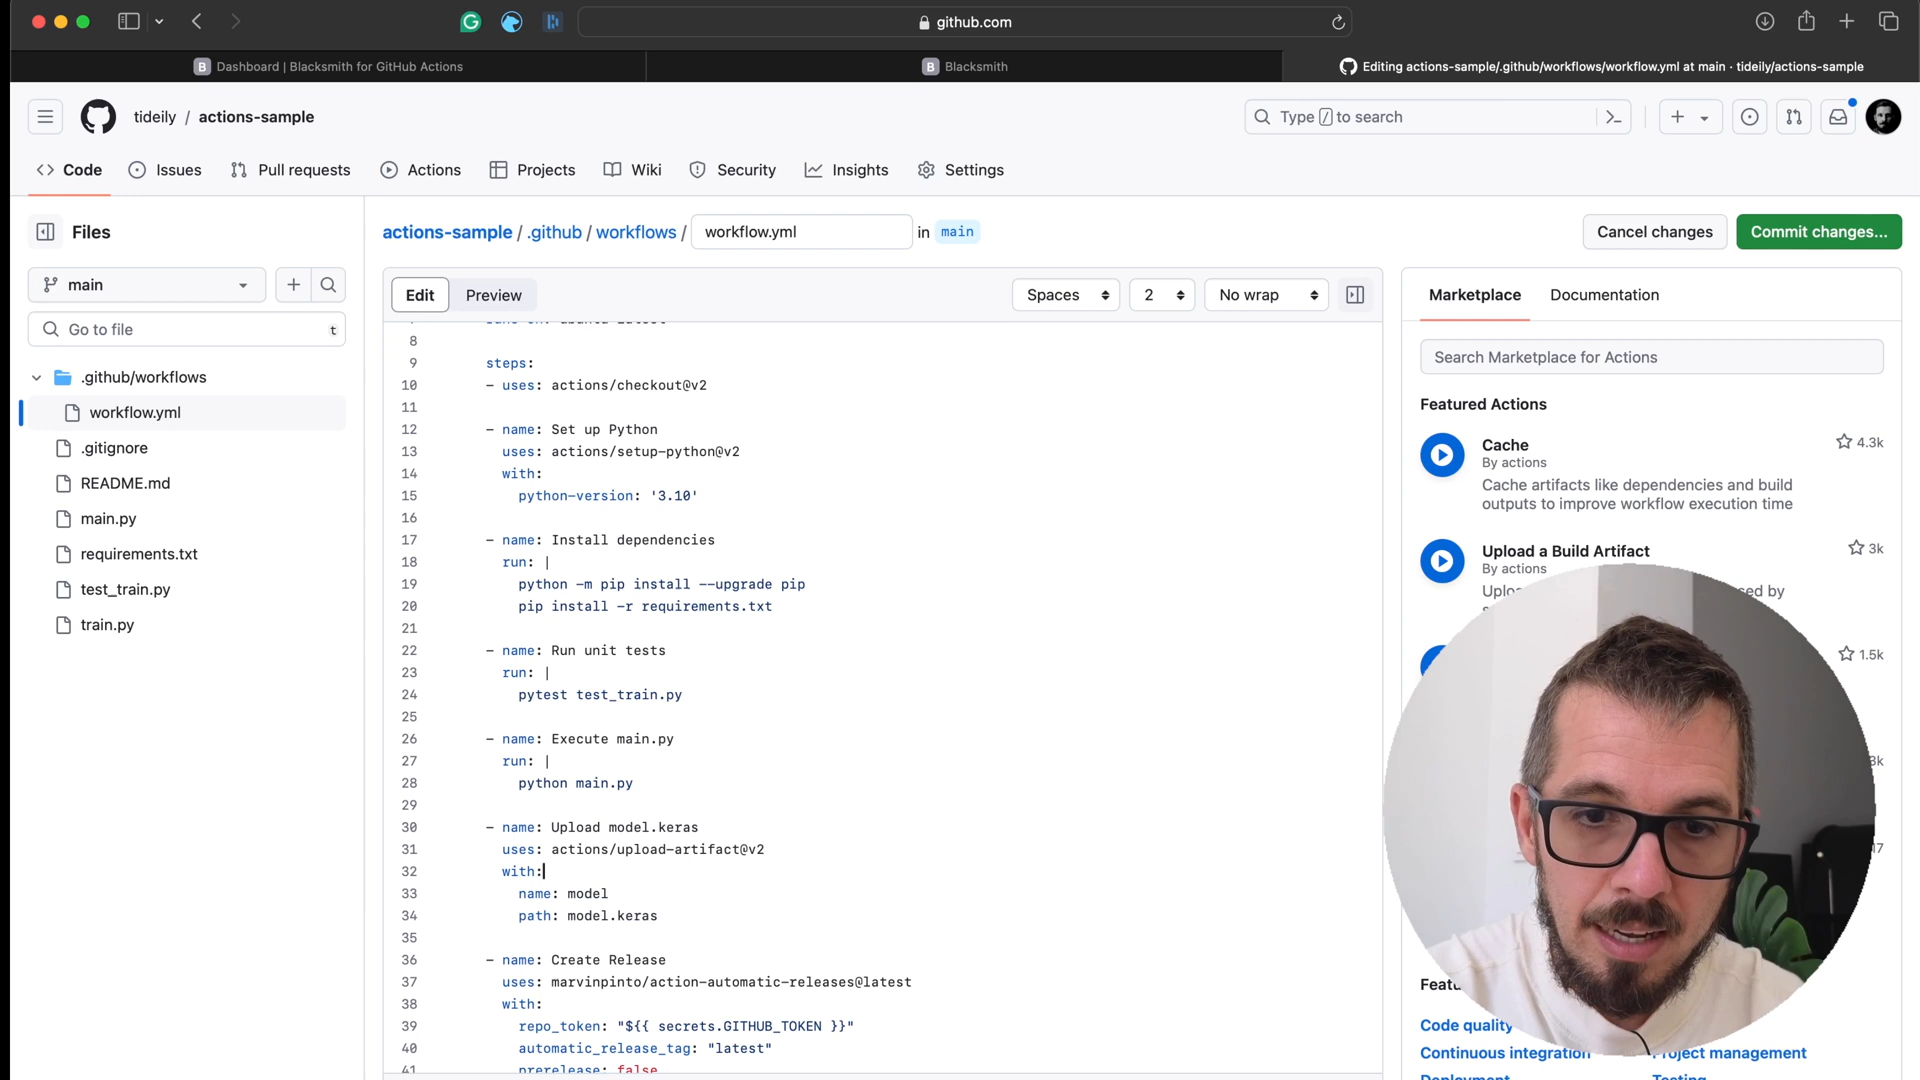 github.com
Dashboard | Blacksmith for GitHub Actions
Blacksmith
Editing actions-sample/.github/workflows/workflow.yml at main · tideily/actions-sample
tideily / actions-sample
Type / to search
Code
Issues
Pull requests
Actions
Projects
Wiki
Security
Insights
Settings
Files
actions-sample / .github / workflows / workflow.yml in main
Cancel changes
Commit changes...
main
Go to file
t
.github/workflows
workflow.yml
.gitignore
README.md
main.py
requirements.txt
test_train.py
train.py
Edit
Preview
Spaces
2
No wrap
8
9 steps:
10 - uses: actions/checkout@v2
11
12 - name: Set up Python
13 uses: actions/setup-python@v2
14 with:
15 python-version: '3.10'
16
17 - name: Install dependencies
18 run: |
19 python -m pip install --upgrade pip
20 pip install -r requirements.txt
21
22 - name: Run unit tests
23 run: |
24 pytest test_train.py
25
26 - name: Execute main.py
27 run: |
28 python main.py
29
30 - name: Upload model.keras
31 uses: actions/upload-artifact@v2
32 with:
33 name: model
34 path: model.keras
35
36 - name: Create Release
37 uses: marvinpinto/action-automatic-releases@latest
38 with:
39 repo_token: "${{ secrets.GITHUB_TOKEN }}"
40 automatic_release_tag: "latest"
41 prerelease: false
Marketplace
Documentation
Search Marketplace for Actions
Featured Actions
Cache
4.3k
By actions
Cache artifacts like dependencies and build
outputs to improve workflow execution time
Upload a Build Artifact
3k
By actions
1.5k
Code quality
Continuous integration
Project management